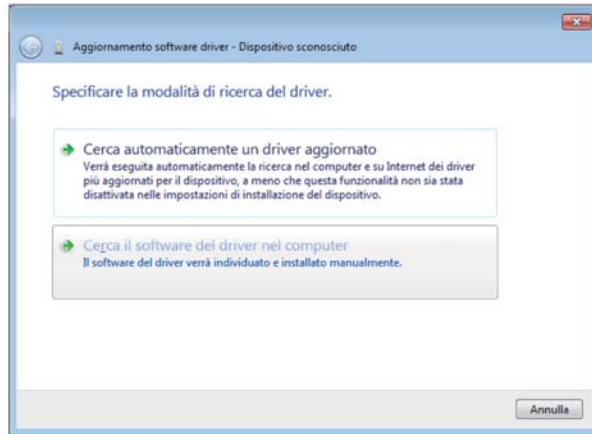 Aggiornamento software driver - Dispositivo sconosciuto
Specificare la modalità di ricerca del driver.
Cerca automaticamente un driver aggiornato
Verrà eseguita automaticamente la ricerca nel computer e su Internet dei driver
più aggiornati per il dispositivo, a meno che questa funzionalità non sia stata
disattivata nelle impostazioni di installazione del dispositivo.
Cerca il software del driver nel computer
Il software del driver verrà individuato e installato manualmente.
Annulla